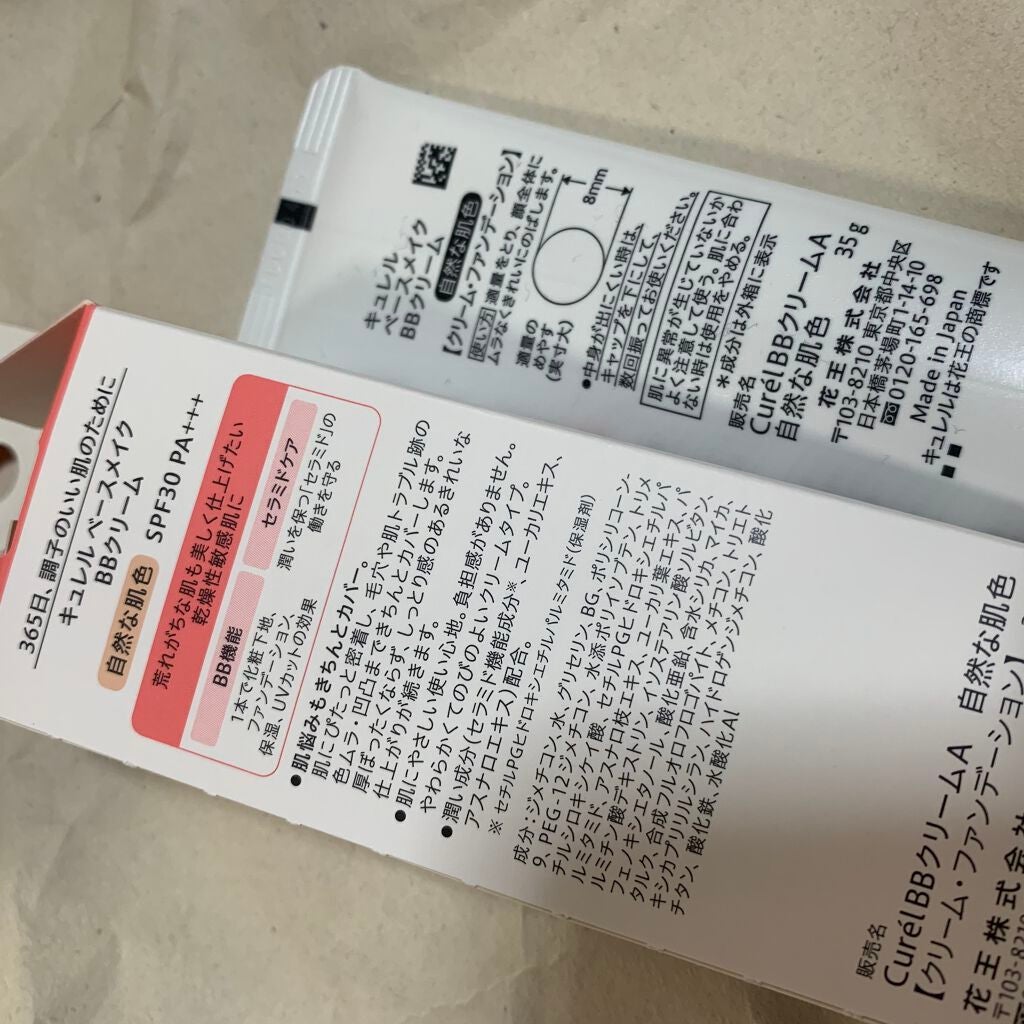 365日、調子のいい肌のために
キュレル ベースメイク
BBクリーム
自然な肌色
SPF30 PA+++
荒れがちな肌も美しく仕上げたい
乾燥性敏感肌に
BB機能
1本で化粧下地、
ファンデーション、
保湿、UVカットの効果
セラミドケア
潤いを保つ「セラミド」の
働きを守る
●肌悩みもきちんとカバー。
肌にぴたっと密着し、毛穴や肌トラブル跡の
色ムラ・凹凸まできちんとカバーします。
厚ぼったくならず しっとり感のあるきれいな
仕上がりが続きます。
●肌にやさしい使い心地。負担感がありません。
やわらかくてのびのよいクリームタイプ。
●潤い成分(セラミド機能成分※、ユーカリエキス、
アスナロエキス)配合。
※ セチルPGヒドロキシエチルパルミタミド(保湿剤)
成分:ジメチコン、水、グリセリン、BG、ポリシリコーン-
9、PEG-12ジメチコン、水添ポリイソブテン、トリメ
チルシロキシケイ酸、セチルPGヒドロキシエチルパ
ルミタミド、アスナロ枝エキス、ユーカリ葉エキス、パ
ルミチン酸デキストリン、イソステアリン酸ソルビタン、
フェノキシエタノール、酸化亜鉛、含水シリカ、マイカ、
タルク、合成フルオロフロゴパイト、メチコン、トリエト
キシカプリリルシラン、ハイドロゲンジメチコン、酸化
チタン、酸化鉄、水酸化Al
販売名
CurélBBクリームA 自然な肌色
【クリーム・ファンデーション】
花王株式会社
〒103-8210
キュレル
ベースメイク
BBクリーム
自然な肌色
【クリーム・ファンデーション】
使い方 適量をとり、顔全体に
ムラなくきれいにのばします。
適量の
めやす
(実寸大)
8mm
●中身が出にくい時は、
キャップを下にして、
数回振ってお使いください。
肌に異常が生じていないか
よく注意して使う。肌に合わ
ない時は使用をやめる。
*成分は外箱に表示
販売名
CurélBBクリームA
自然な肌色 35g
花王株式会社
〒103-8210 東京都中央区
日本橋茅場町1-14-10
0120-165-698
Made in Japan
キュレルは花王の商標です